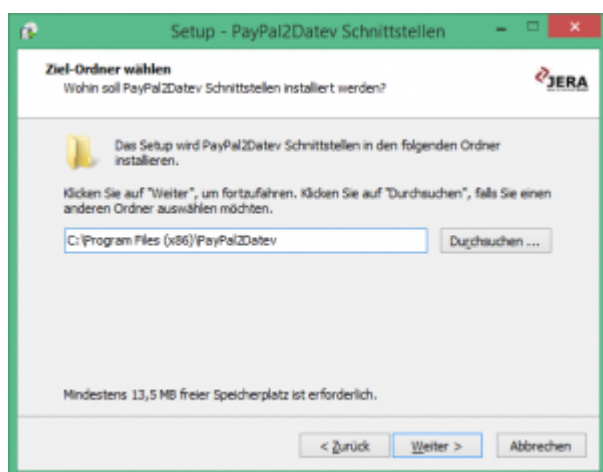 Setup - PayPal2Datev Schnittstellen
Ziel-Ordner wählen
Wohin soll PayPal2Datev Schnittstellen installiert werden?
JERA
Das Setup wird PayPal2Datev Schnittstellen in den folgenden Ordner
installieren.
Klicken Sie auf "Weiter", um fortzufahren. Klicken Sie auf "Durchsuchen", falls Sie einen
anderen Ordner auswählen möchten.
C:\Program Files (x86)\PayPal2Datev
Durchsuchen ...
Mindestens 13,5 MB freier Speicherplatz ist erforderlich.
< Zurück
Weiter >
Abbrechen